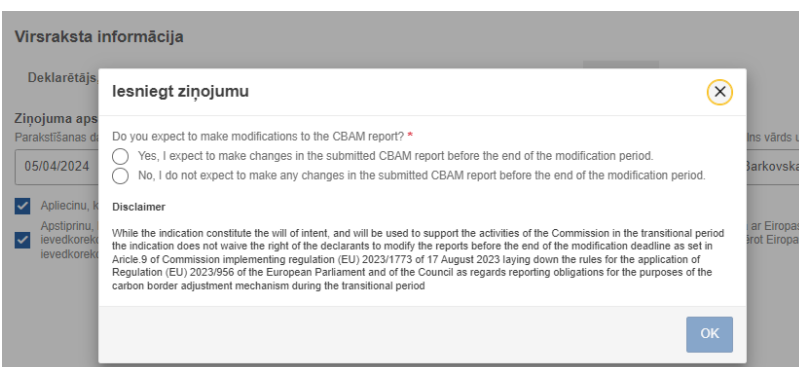 Virsraksta informācija
Deklarētājs
Iesniegt ziņojumu
Ziņojuma aps
Parakstīšanas da
05/04/2024
Do you expect to make modifications to the CBAM report? *
Yes, I expect to make changes in the submitted CBAM report before the end of the modification period.
No, I do not expect to make any changes in the submitted CBAM report before the end of the modification period.
lns vārds u
Barkovska
Apliecinu, k
Apstiprinu,
ievedkorekc
ievedkorekc
Disclaimer
While the indication constitute the will of intent, and will be used to support the activities of the Commission in the transitional period
the indication does not waive the right of the declarants to modify the reports before the end of the modification deadline as set in
Aricle.9 of Commission implementing regulation (EU) 2023/1773 of 17 August 2023 laying down the rules for the application of
Regulation (EU) 2023/956 of the European Parliament and of the Council as regards reporting obligations for the purposes of the
carbon border adjustment mechanism during the transitional period
ar Eiropas
ērot Eiropa
OK